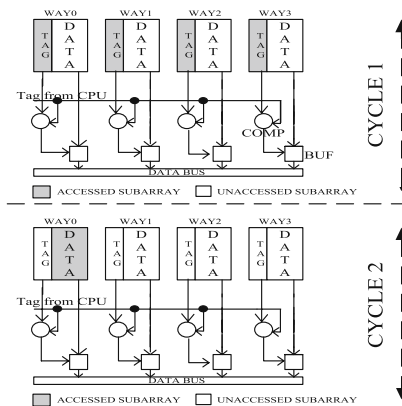 WAY0 WAY1 WAY2 WAY3
TAG DATA TAG DATA TAG DATA TAG DATA
Tag from CPU
COMP
BUF
DATA BUS
ACCESSED SUBARRAY UNACCESSED SUBARRAY
CYCLE 1
WAY0 WAY1 WAY2 WAY3
TAG DATA TAG DATA TAG DATA TAG DATA
Tag from CPU
DATA BUS
ACCESSED SUBARRAY UNACCESSED SUBARRAY
CYCLE 2